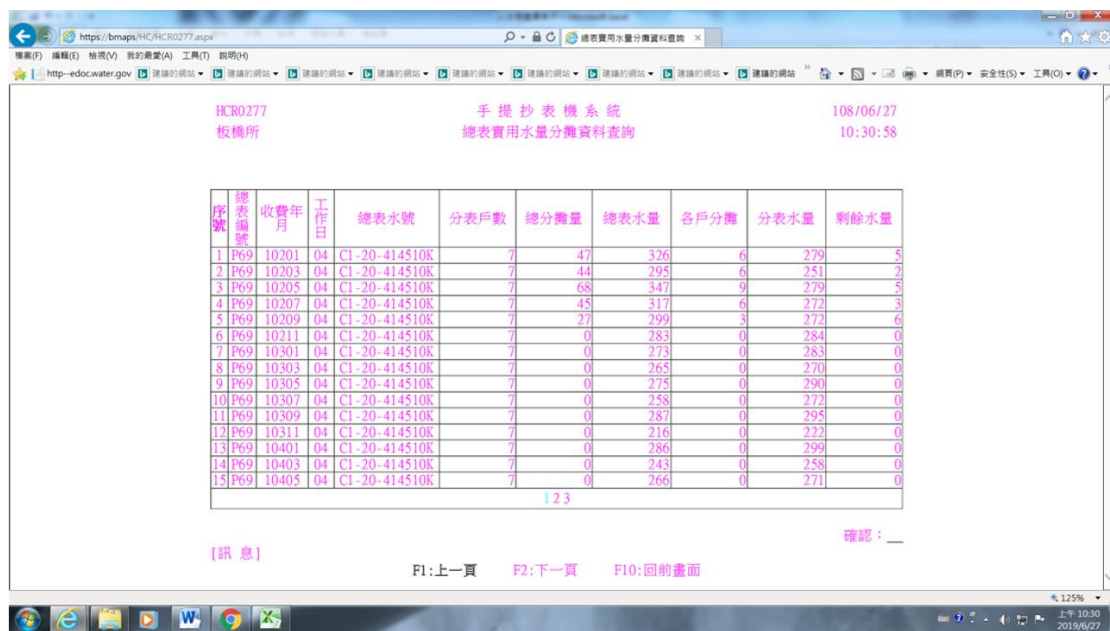 https://bmaps/HC/HCR0277.aspx
總表實用水量分攤資料查詢
檔案(F) 編輯(E) 檢視(V) 我的最愛(A) 工具(T) 說明(H)
http--edoc.water.gov 建議的網站 建議的網站 建議的網站 建議的網站 建議的網站 建議的網站 建議的網站 建議的網站 建議的網站 網頁(P) 安全性(S) 工具(O)
HCR0277 手提抄表機系統 108/06/27
板橋所 總表實用水量分攤資料查詢 10:30:58
序號 總表編號 收費年月 工作日 總表水號 分表戶數 總分攤量 總表水量 各戶分攤 分表水量 剩餘水量
1 P69 10201 04 C1-20-414510K 7 47 326 6 279 5
2 P69 10203 04 C1-20-414510K 7 44 295 6 251 2
3 P69 10205 04 C1-20-414510K 7 68 347 9 279 5
4 P69 10207 04 C1-20-414510K 7 45 317 6 272 3
5 P69 10209 04 C1-20-414510K 7 27 299 3 272 6
6 P69 10211 04 C1-20-414510K 7 0 283 0 284 0
7 P69 10301 04 C1-20-414510K 7 0 273 0 283 0
8 P69 10303 04 C1-20-414510K 7 0 265 0 270 0
9 P69 10305 04 C1-20-414510K 7 0 275 0 290 0
10 P69 10307 04 C1-20-414510K 7 0 258 0 272 0
11 P69 10309 04 C1-20-414510K 7 0 287 0 295 0
12 P69 10311 04 C1-20-414510K 7 0 216 0 222 0
13 P69 10401 04 C1-20-414510K 7 0 286 0 299 0
14 P69 10403 04 C1-20-414510K 7 0 243 0 258 0
15 P69 10405 04 C1-20-414510K 7 0 266 0 271 0
1 2 3
確認：__
[訊 息]
F1:上一頁 F2:下一頁 F10:回前畫面
125%
上午 10:30
2019/6/27